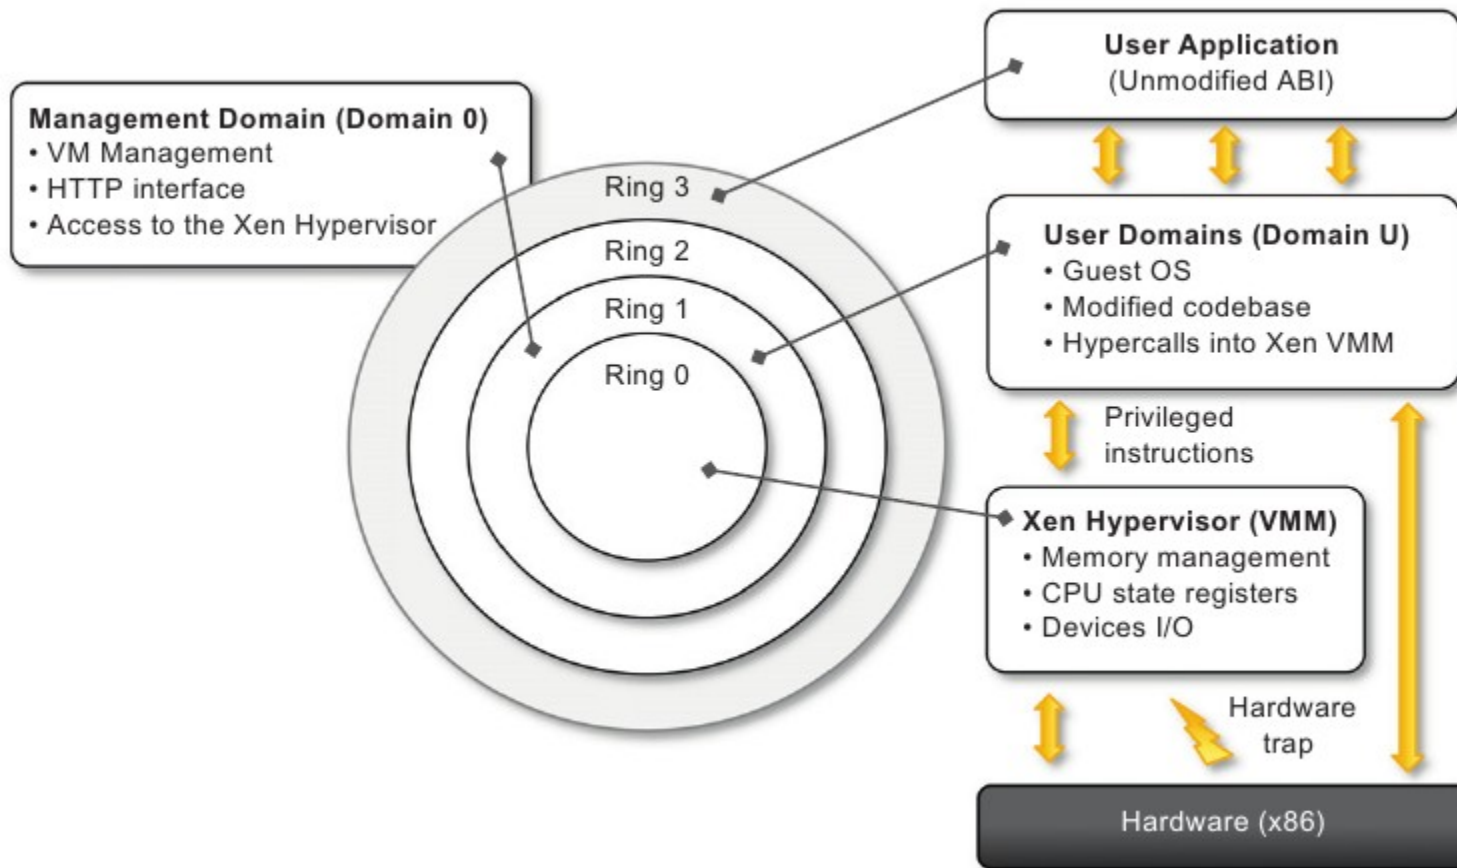 Management Domain (Domain 0)
• VM Management
• HTTP interface
• Access to the Xen Hypervisor
Ring 3
Ring 2
Ring 1
Ring 0
User Application
(Unmodified ABI)
User Domains (Domain U)
• Guest OS
• Modified codebase
• Hypercalls into Xen VMM
Privileged
instructions
Xen Hypervisor (VMM)
• Memory management
• CPU state registers
• Devices I/O
Hardware
trap
Hardware (x86)